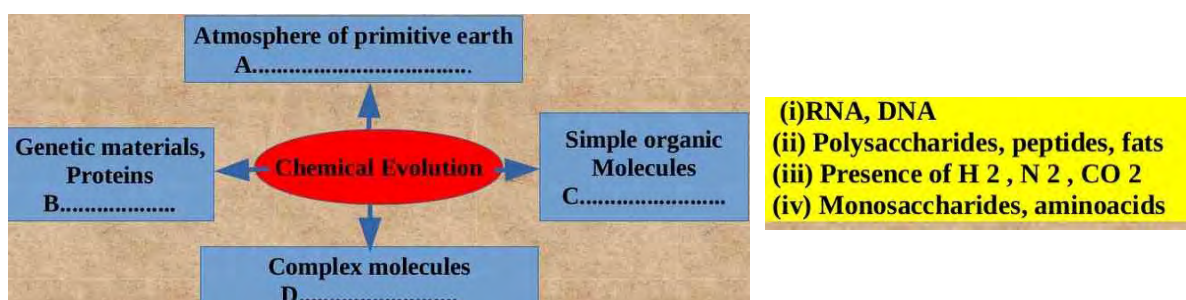 Atmosphere of primitive earth
A....................................
Genetic materials,
Proteins
B...................
Chemical Evolution
Simple organic
Molecules
C........................
Complex molecules
D..........................
(i)RNA, DNA
(ii) Polysaccharides, peptides, fats
(iii) Presence of H 2 , N 2 , CO 2
(iv) Monosaccharides, aminoacids